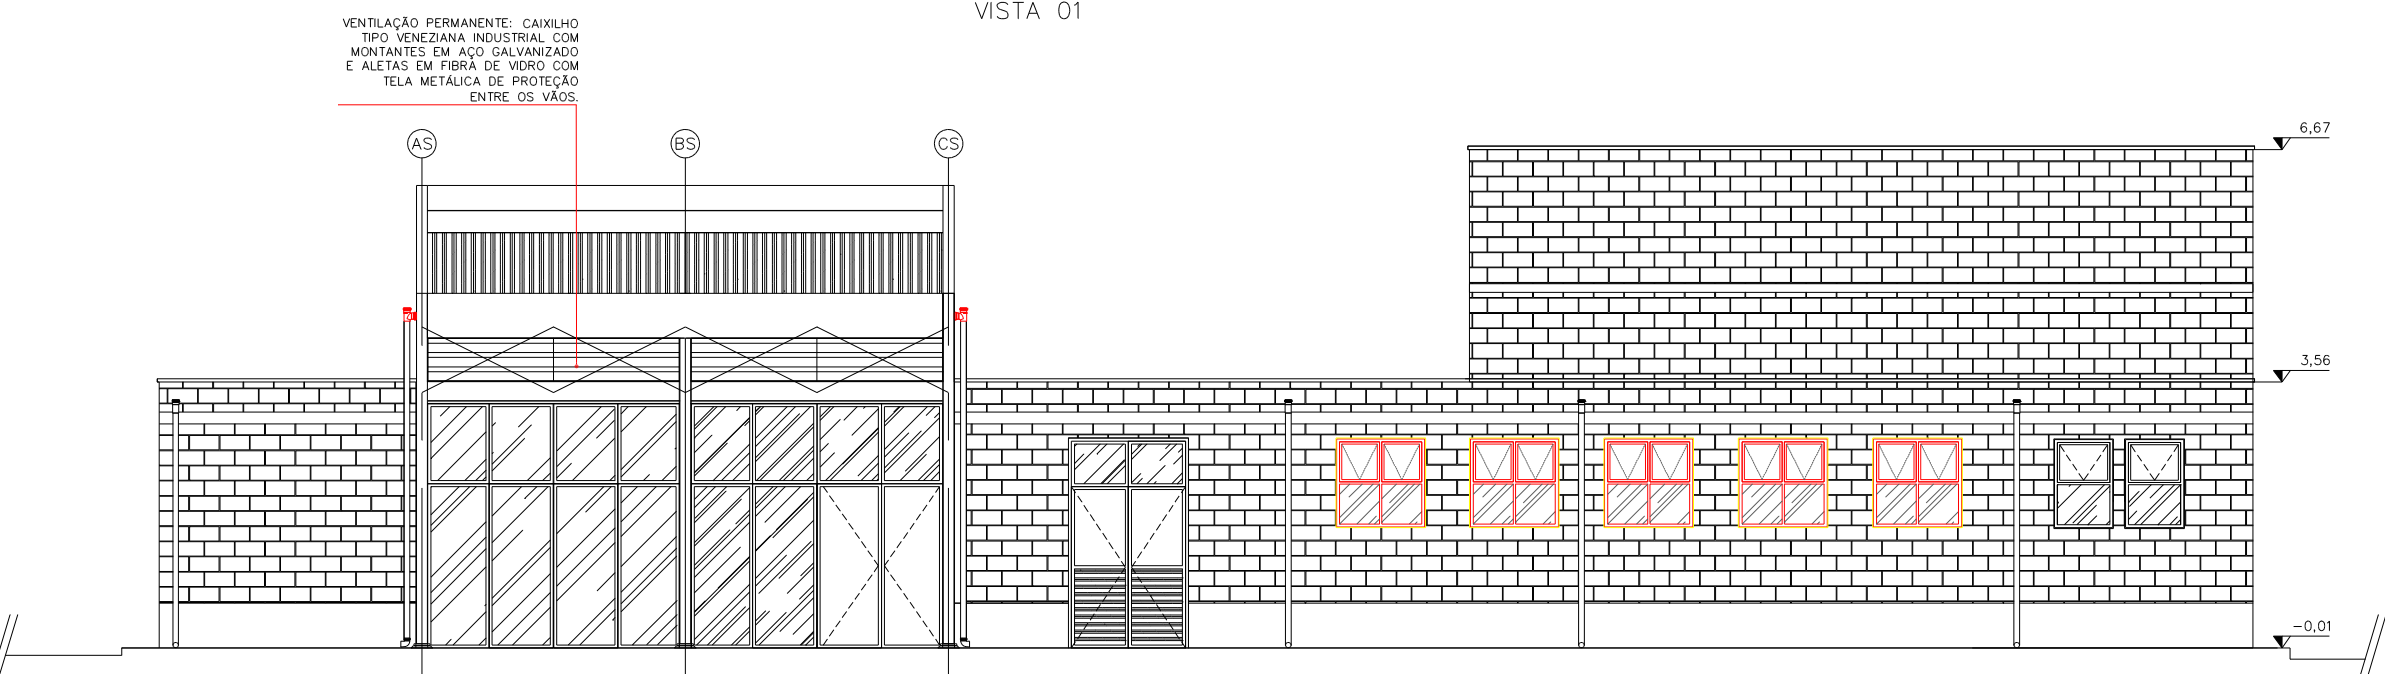 VISTA 01
VENTILAÇÃO PERMANENTE: CAIXILHO
TIPO VENEZIANA INDUSTRIAL COM
MONTANTES EM AÇO GALVANIZADO
E ALETAS EM FIBRA DE VIDRO COM
TELA METÁLICA DE PROTEÇÃO
ENTRE OS VÃOS.
AS BS CS
6,67
3,56
-0,01